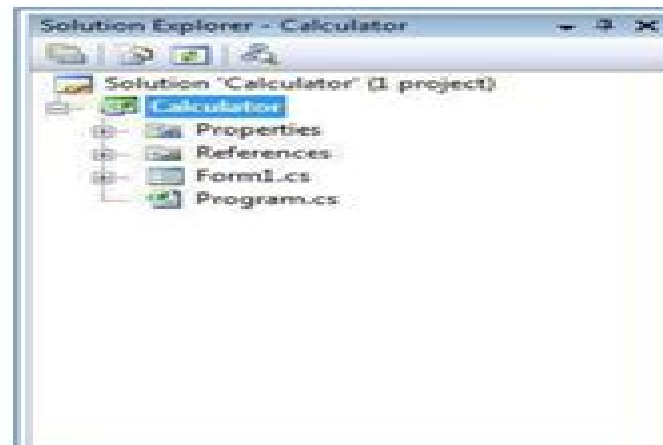 Solution Explorer - Calculator
Solution 'Calculator' (1 project)
Calculator
Properties
References
Form1.cs
Program.cs